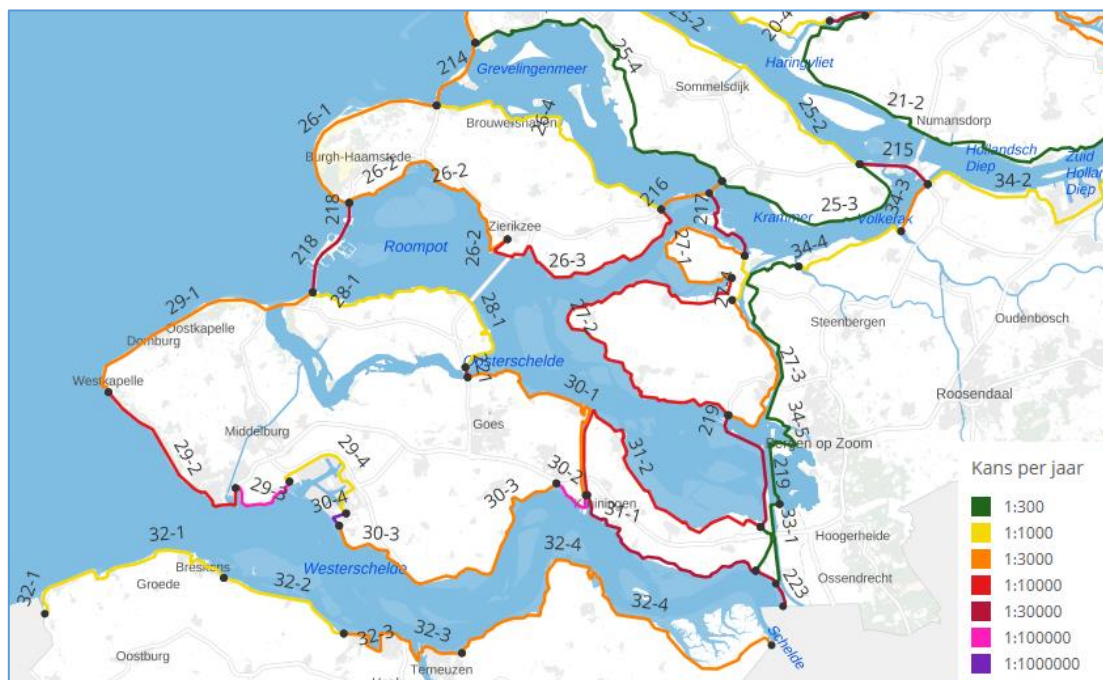 25-2
20-4
214
25-4
Haringvliet
Grevelingenmeer
Sommelsdijk
21-2
26-1
Brouwershaven
26-4
25-2
Numansdorp
215
Hollandsch
Diep
Zuid
Holla
Diep
Burgh-Haamstede
26-2
26-2
34-3
34-2
218
216
217
25-3
Krammer
Volkerak
Zierikzee
218
Roompot
26-2
26-3
27-1
34-4
27-4
29-1
28-1
28-1
27-2
Steenbergen
Oudenbosch
Oostkapelle
Domburg
Oosterschelde
27-3
Westkapelle
30-1
Roosendaal
Middelburg
Goes
219
34-5
Bergen op Zoom
29-2
29-3
29-4
31-2
30-2
30-4
30-3
Kruiningen
31-1
219
33-1
30-3
Hoogerheide
32-1
32-4
Breskens
Westerschelde
223
Ossendrecht
32-1
Groede
32-2
32-4
32-3
32-3
Schelde
Oostburg
Terneuzen
Kans per jaar
1:300
1:1000
1:3000
1:10000
1:30000
1:100000
1:1000000